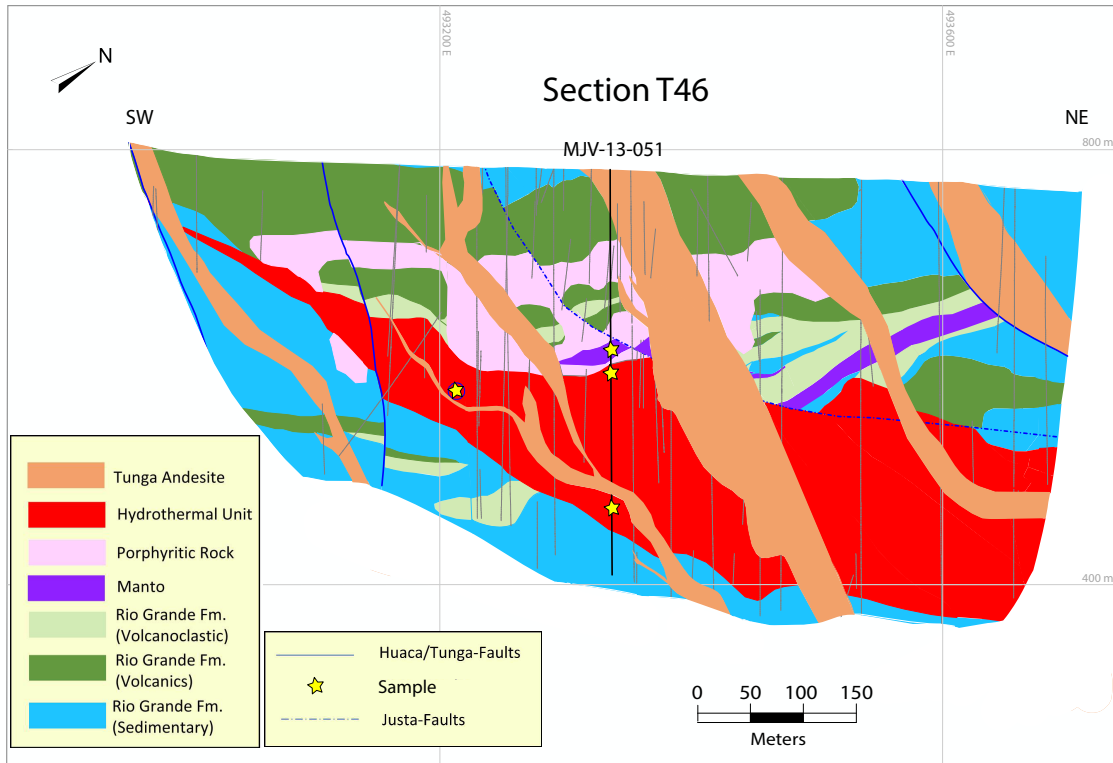 493200 E
493600 E
N
Section T46
SW
NE
MJV-13-051
800 m
400 m
Tunga Andesite
Hydrothermal Unit
Porphyritic Rock
Manto
Rio Grande Fm.
(Volcanoclastic)
Rio Grande Fm.
(Volcanics)
Rio Grande Fm.
(Sedimentary)
Huaca/Tunga-Faults
Sample
Justa-Faults
0 50 100 150
Meters